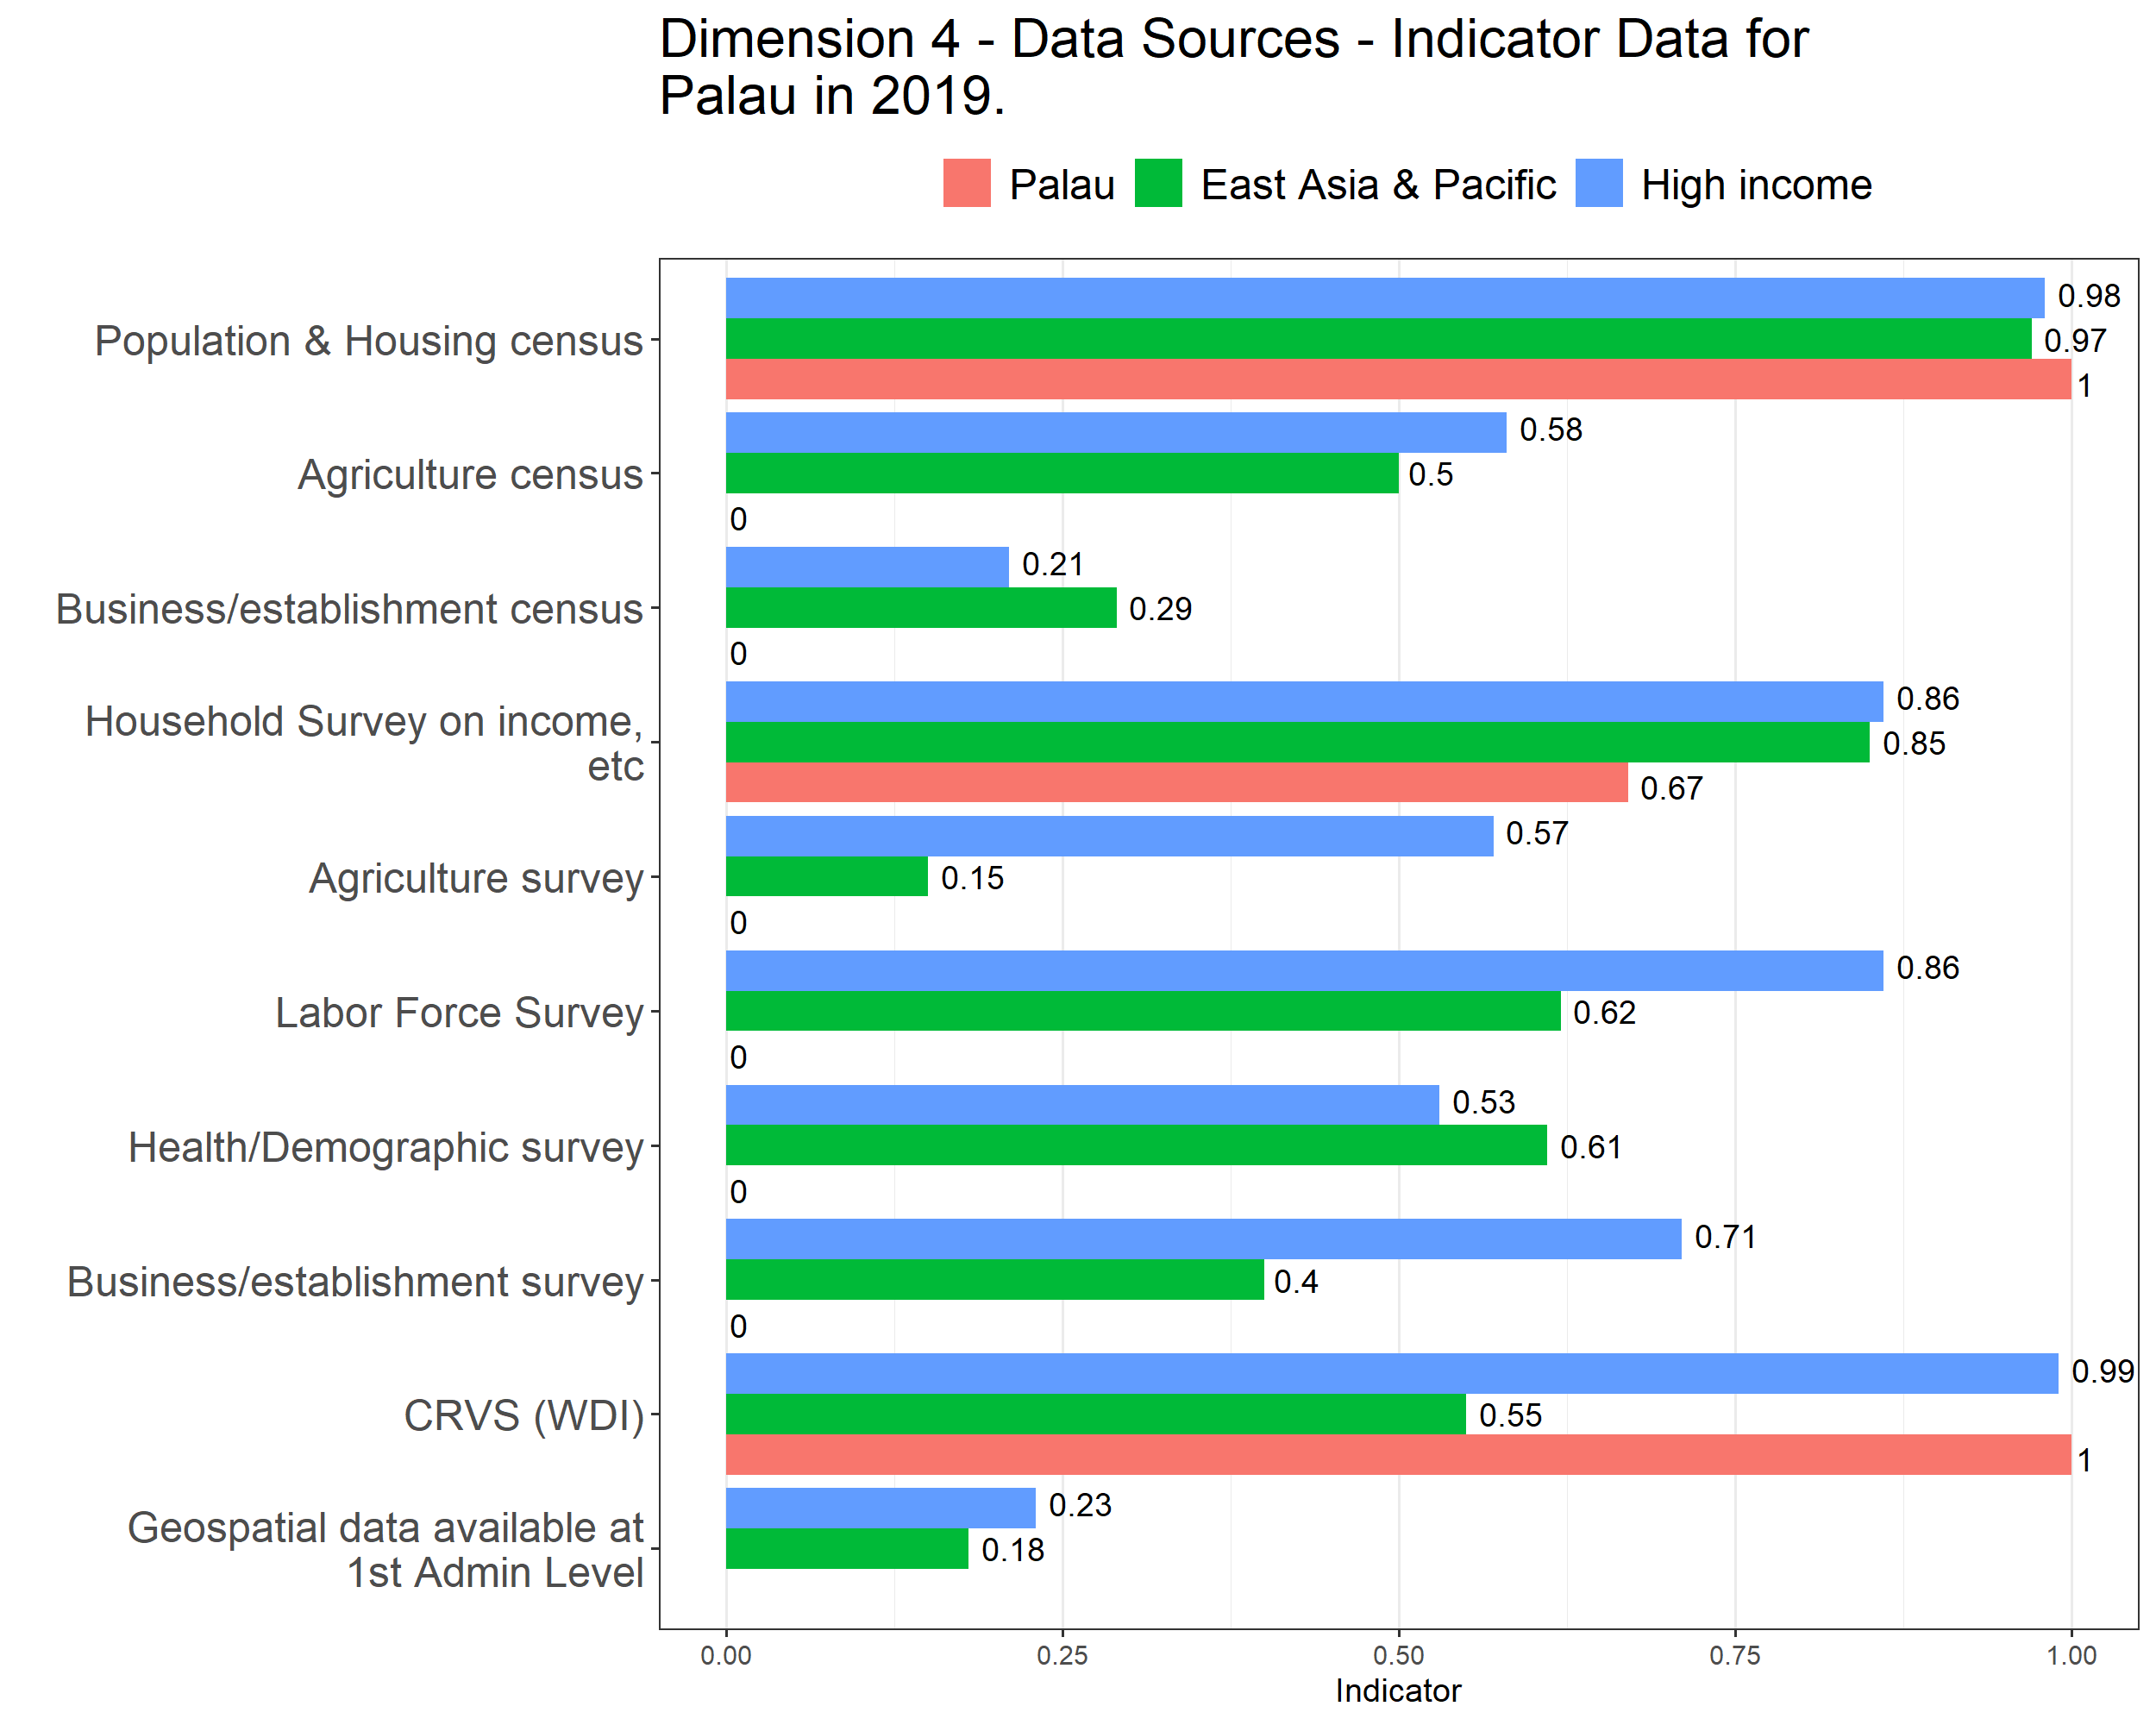 Dimension 4 - Data Sources - Indicator Data for
Palau in 2019.
Palau
East Asia & Pacific
High income
Population & Housing census
0.98
0.97
1
Agriculture census
0.58
0.5
0
Business/establishment census
0.21
0.29
0
Household Survey on income,
etc
0.86
0.85
0.67
Agriculture survey
0.57
0.15
0
Labor Force Survey
0.86
0.62
0
Health/Demographic survey
0.53
0.61
0
Business/establishment survey
0.71
0.4
0
CRVS (WDI)
0.99
0.55
1
Geospatial data available at
1st Admin Level
0.23
0.18
0.00
0.25
0.50
0.75
1.00
Indicator